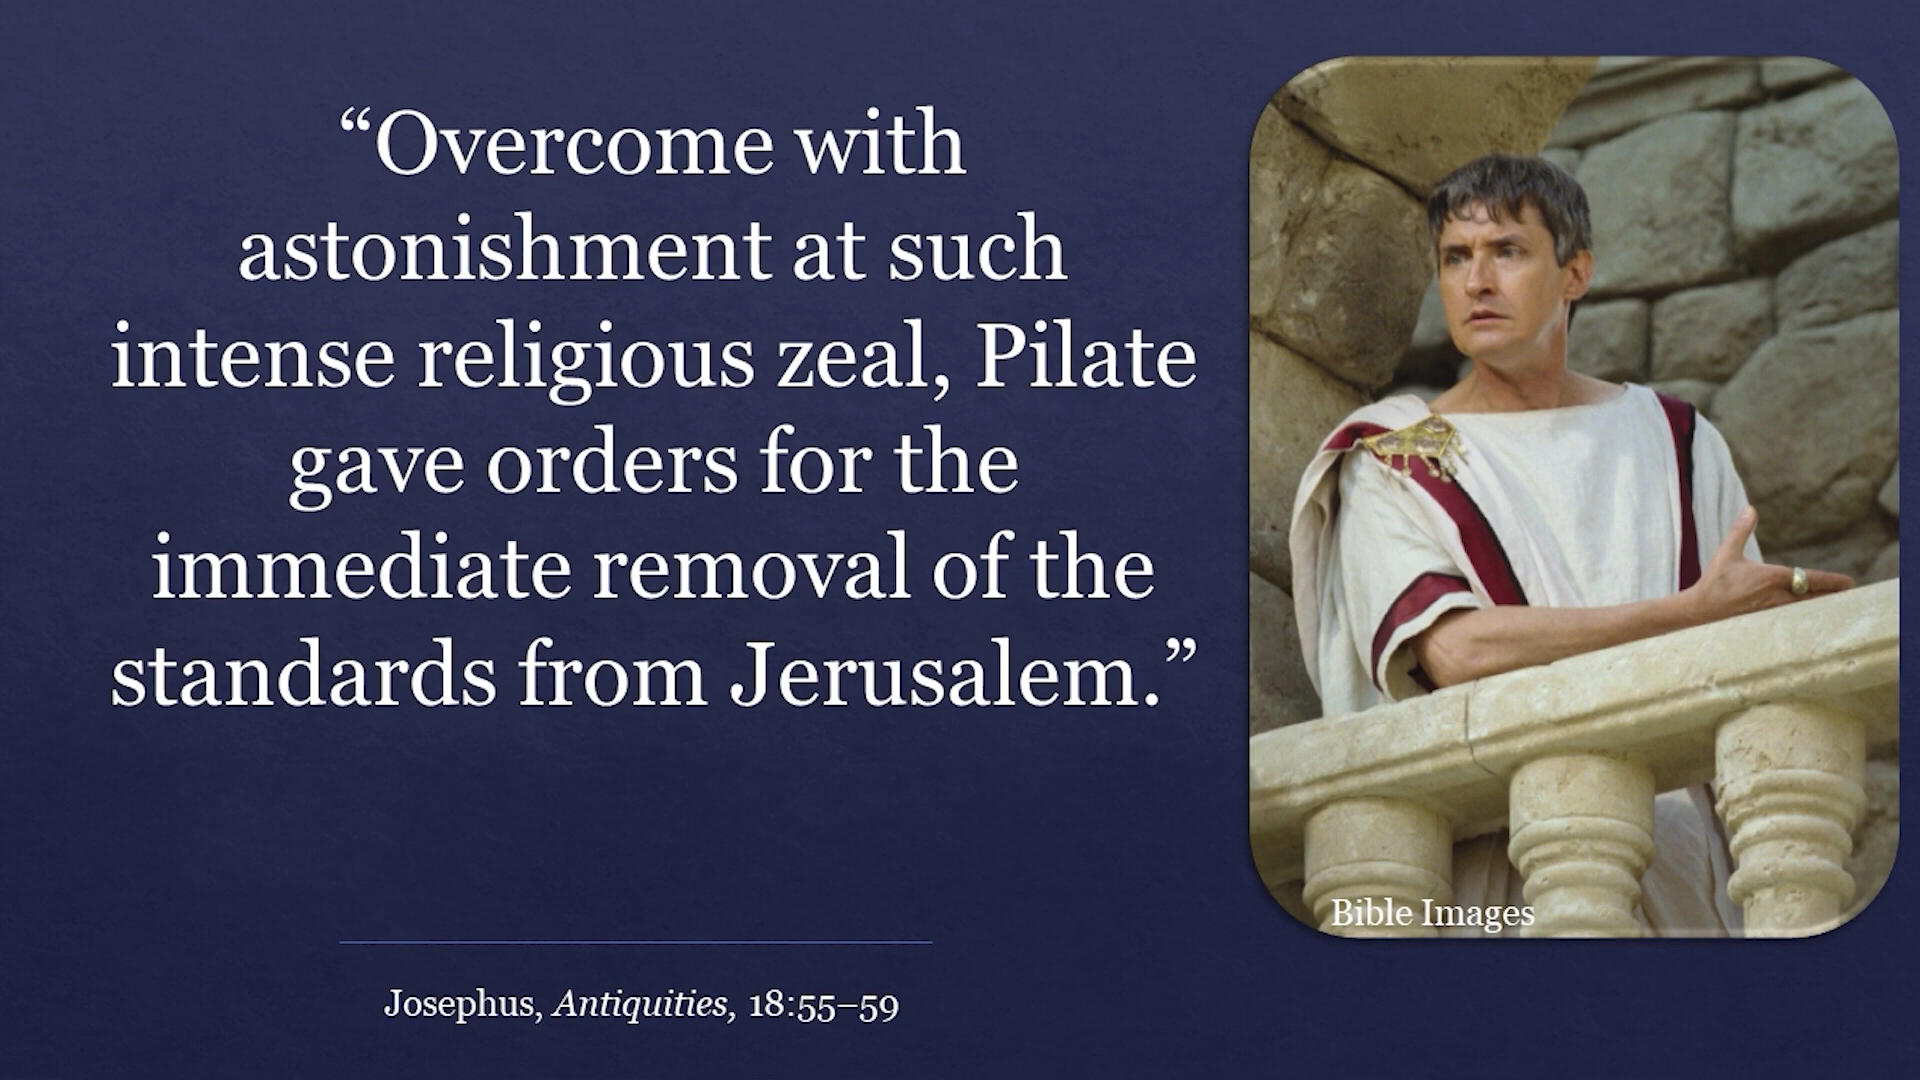 “Overcome with
astonishment at such
intense religious zeal, Pilate
gave orders for the
immediate removal of the
standards from Jerusalem.”
Josephus, Antiquities, 18:55–59
Bible Images